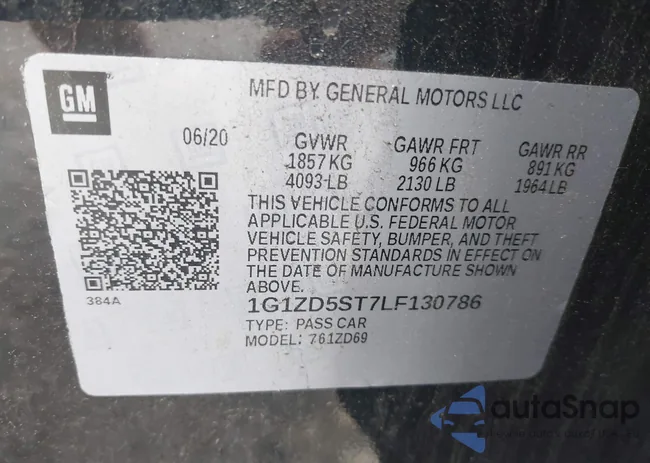 GM
MFD BY GENERAL MOTORS LLC
06/20
GVWR GAWR FRT GAWR RR
1857 KG 966 KG 891 KG
4093 LB 2130 LB 1964 LB
THIS VEHICLE CONFORMS TO ALL
APPLICABLE U.S. FEDERAL MOTOR
VEHICLE SAFETY, BUMPER, AND THEFT
PREVENTION STANDARDS IN EFFECT ON
THE DATE OF MANUFACTURE SHOWN
ABOVE.
384A
1G1ZD5ST7LF130786
TYPE: PASS CAR
MODEL: 761ZD69
autaSnap